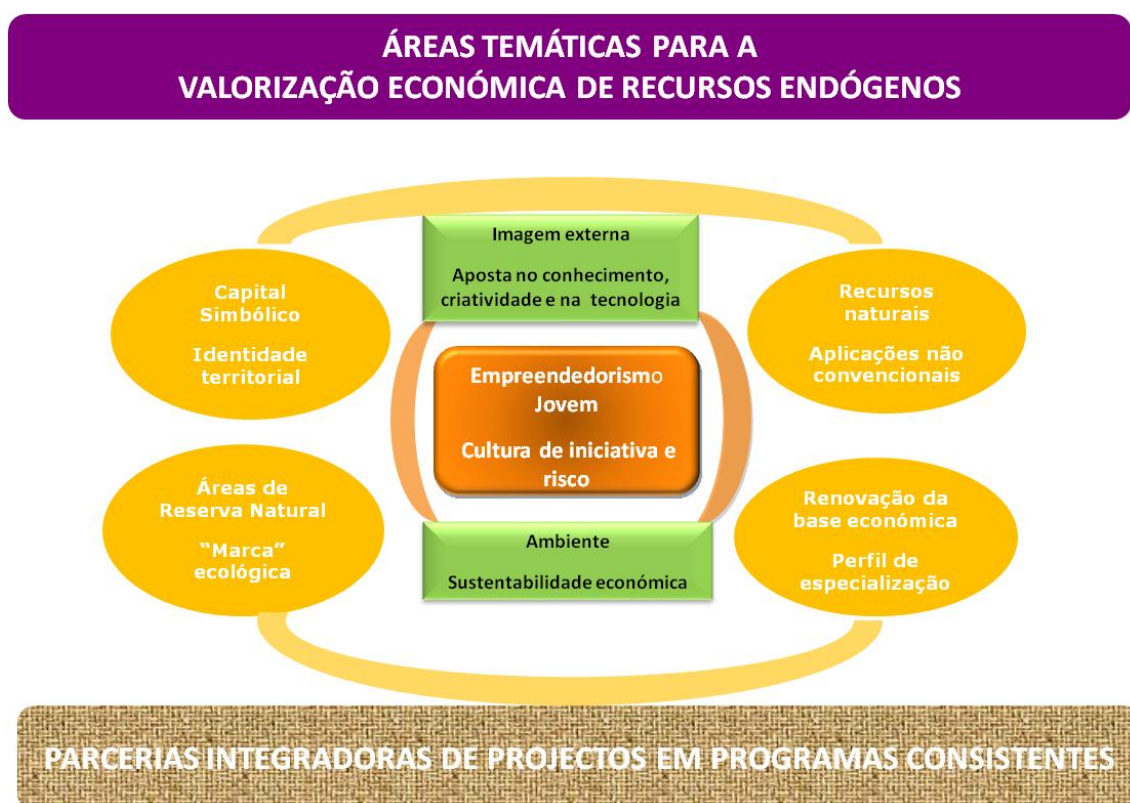 ÁREAS TEMÁTICAS PARA A
VALORIZAÇÃO ECONÓMICA DE RECURSOS ENDÓGENOS
Imagem externa
Aposta no conhecimento,
criatividade e na tecnologia
Capital
Simbólico
Identidade
territorial
Recursos
naturais
Aplicações não
convencionais
Empreendedorismo
Jovem
Cultura de iniciativa e
risco
Áreas de
Reserva Natural
“Marca”
ecológica
Renovação da
base económica
Perfil de
especialização
Ambiente
Sustentabilidade económica
PARCERIAS INTEGRADORAS DE PROJECTOS EM PROGRAMAS CONSISTENTES